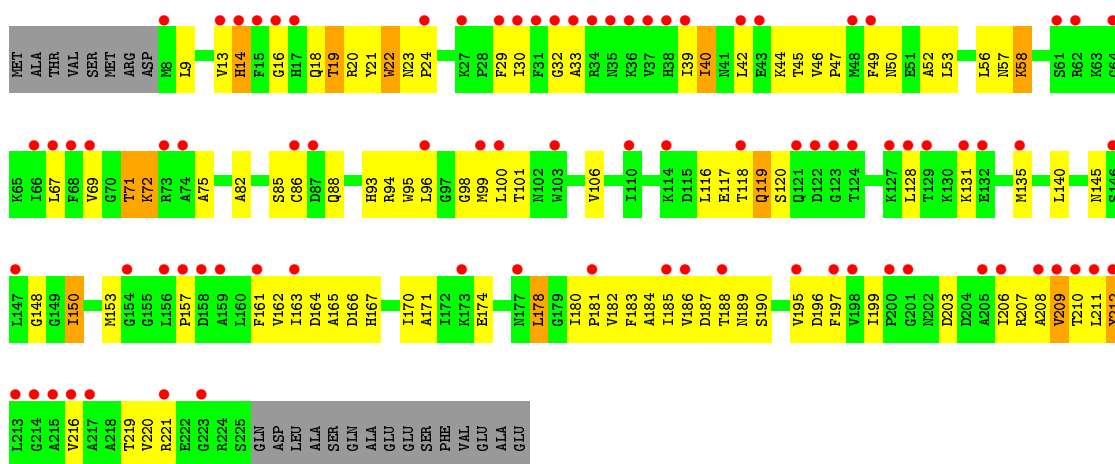 MET ALA THR VAL SER MET ARG ASP M8 L9 V13 H14 F15 G16 H17 Q18 T19 R20 Y21 W22 N23 P24 K27 P28 F29 I30 F31 G32 A33 R34 N35 K36 V37 H38 I39 I40 N41 L42 E43 K44 T45 V46 P47 M48 F49 N50 E51 A52 L53 L56 N57 K58 S61 R62 K63 G64
K65 I66 L67 F68 V69 G70 T71 K72 R73 A74 A75 A82 S85 C86 D87 Q88 H93 R94 W95 L96 G97 G98 M99 L100 T101 N102 W103 V106 I110 K114 D115 L116 E117 T118 Q119 S120 Q121 D122 G123 T124 K127 L128 T129 K130 K131 E132 M135 L140 N145 S146
L147 G148 G149 I150 M153 G154 G155 L156 P157 D158 A159 L160 F161 V162 I163 D164 A165 D166 H167 I170 A171 I172 K173 E174 N177 L178 G179 I180 P181 V182 F183 A184 I185 V186 D187 T188 N189 S190 V195 D196 F197 V198 I199 P200 G201 N202 D203 D204 A205 I206 R207 A208 V209 T210 L211 Y212
L213 G214 A215 V216 A217 A218 T219 V220 R221 E222 G223 R224 S225 GLN ASP LEU ALA SER GLN ALA GLU GLU SER PHE VAL GLU ALA GLU